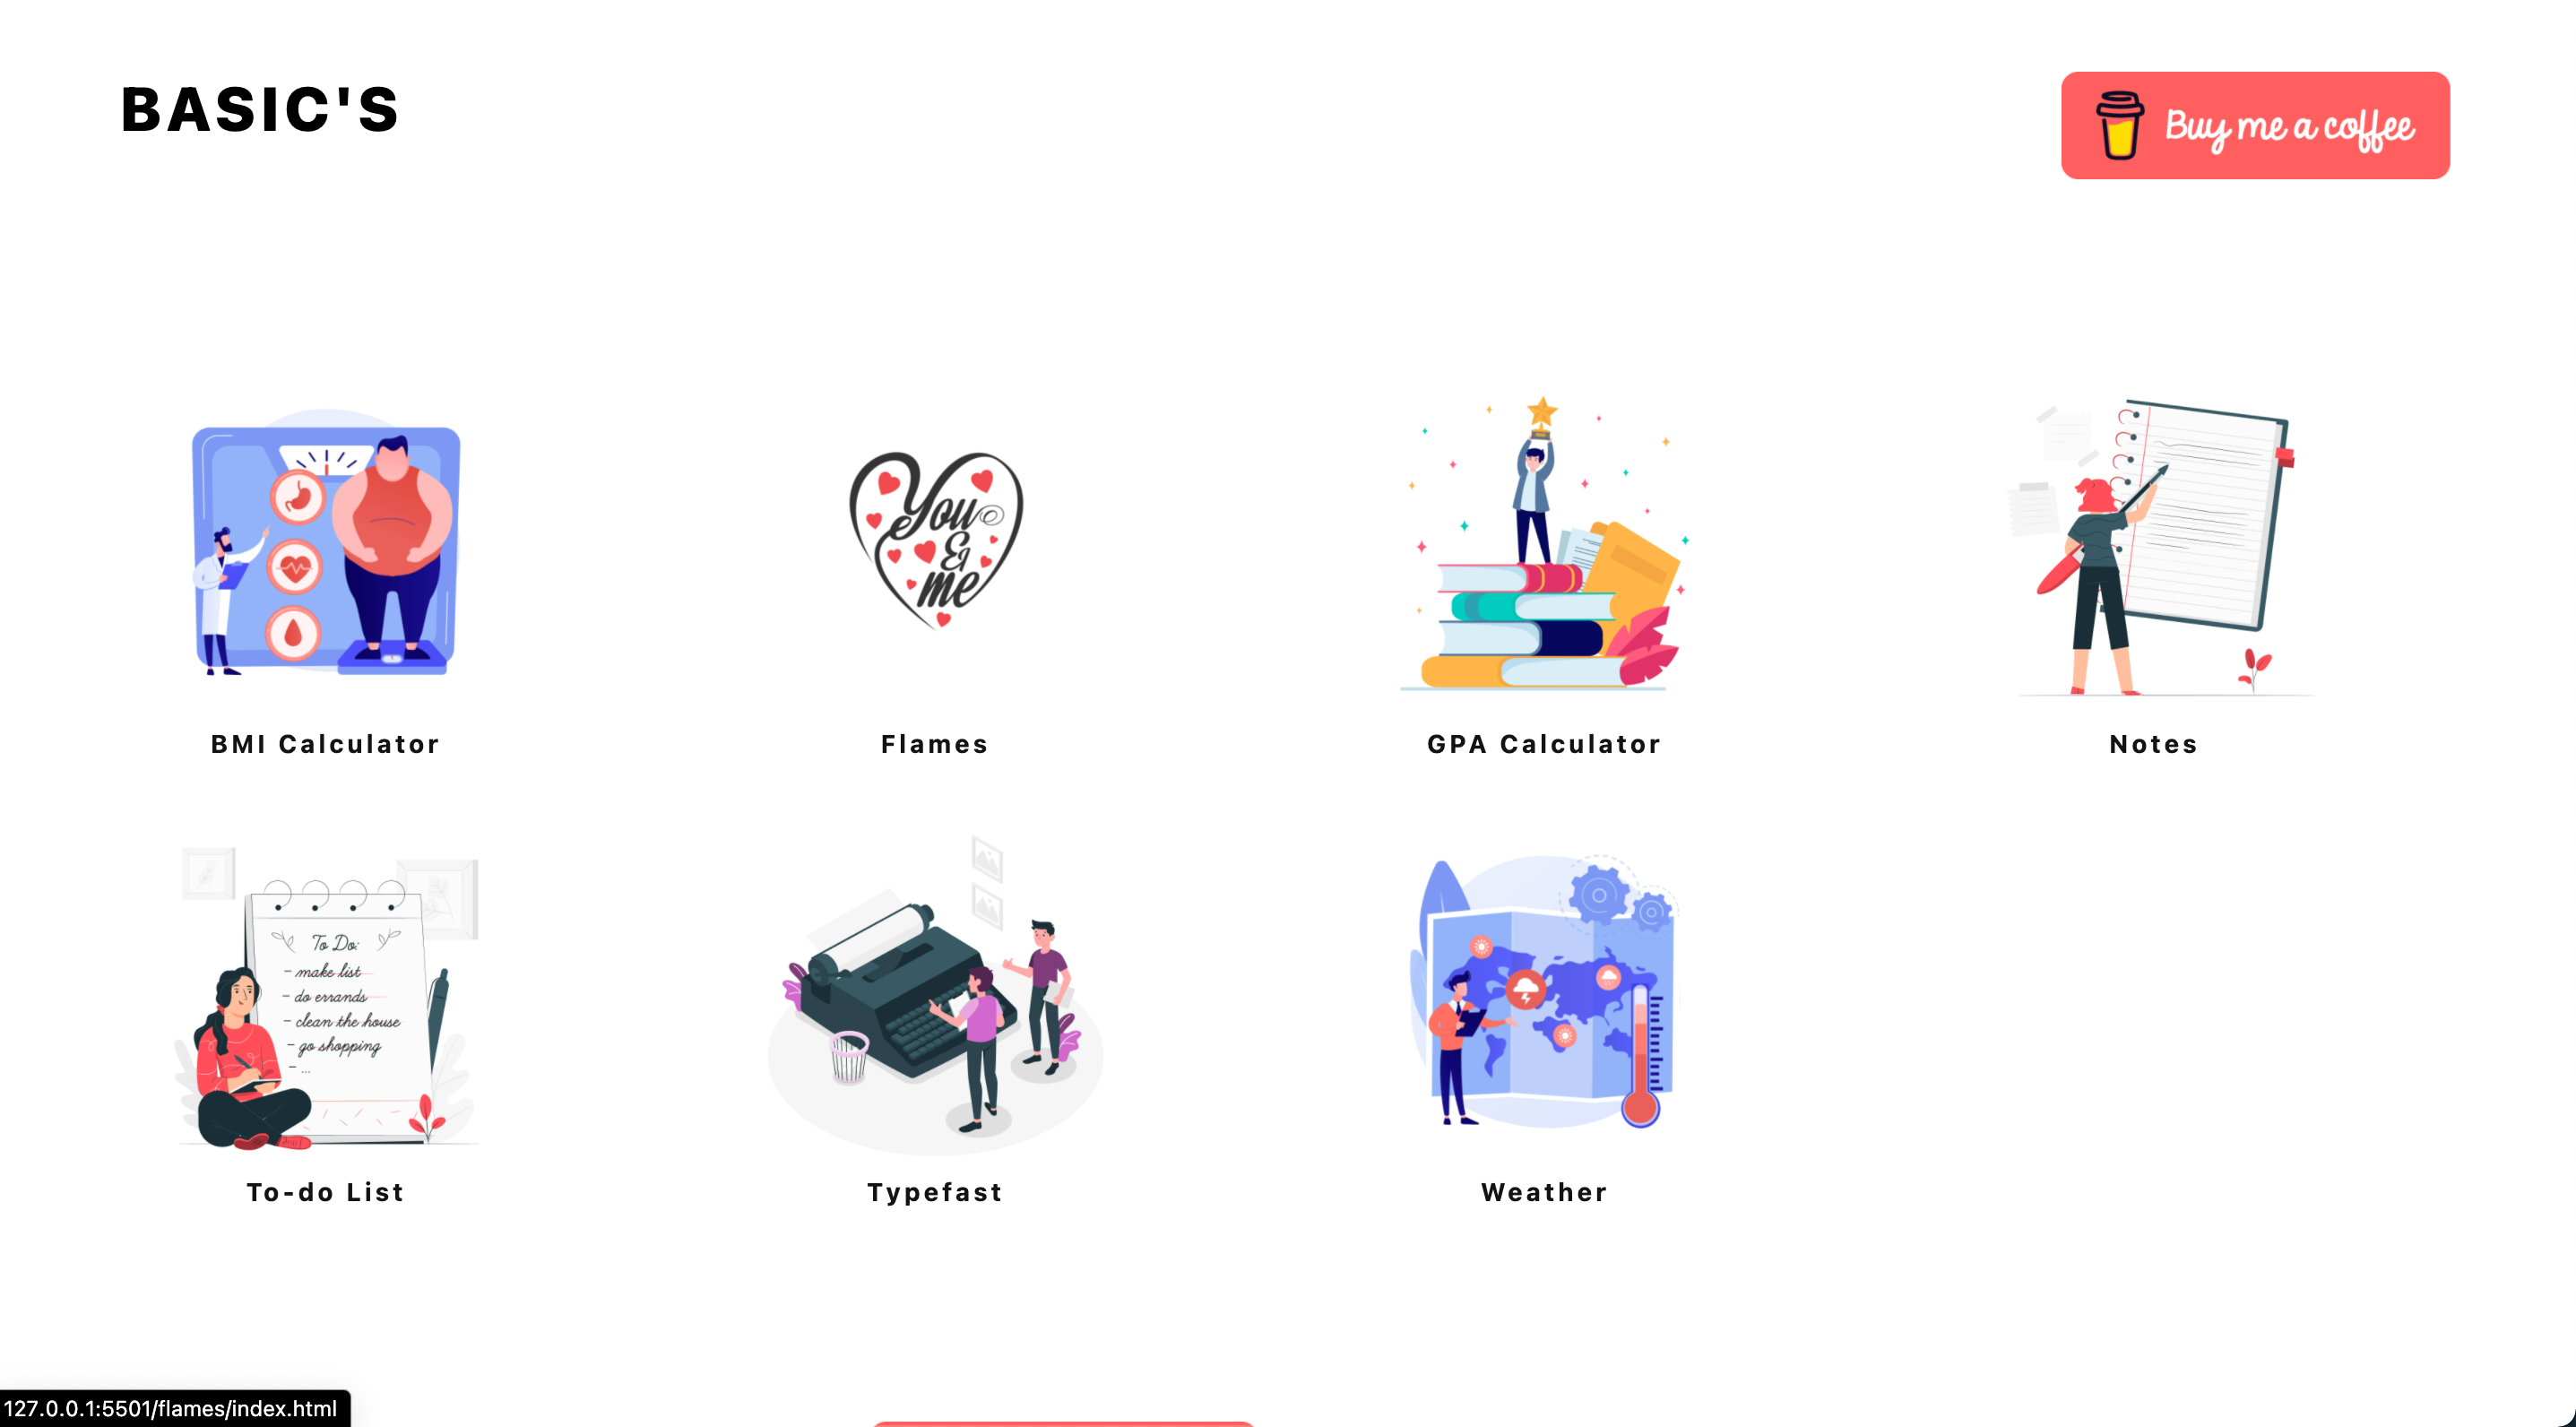 BASIC'S
Buy me a coffee
You
&
me
BMI Calculator
Flames
GPA Calculator
Notes
To Do:
- make list
- do errands
- clean the house
- go shopping
- ...
To-do List
Typefast
Weather
127.0.0.1:5501/flames/index.html